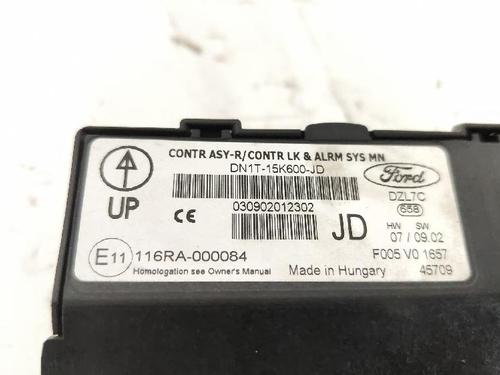 CONTR ASY-R/CONTR LK & ALRM SYS MN
DN1T-15K600-JD
Ford
UP
CE
030902012302
JD
DZL7C
658
HW SW
07 / 09.02
E11 116RA-000084
F005 V0 1657
Homologation see Owner's Manual
Made in Hungary
45709